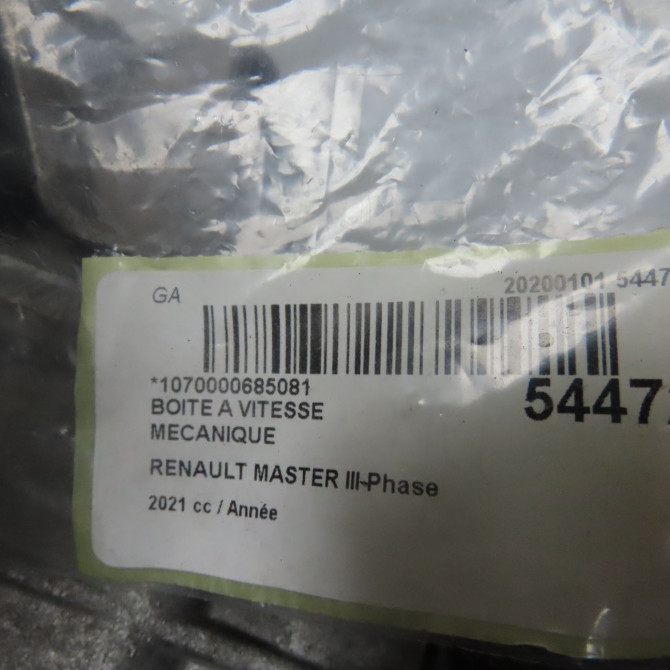 GA
20200101 5447
*1070000685081
5447
BOITE A VITESSE
MECANIQUE
RENAULT MASTER III-Phase
2021 cc / Année